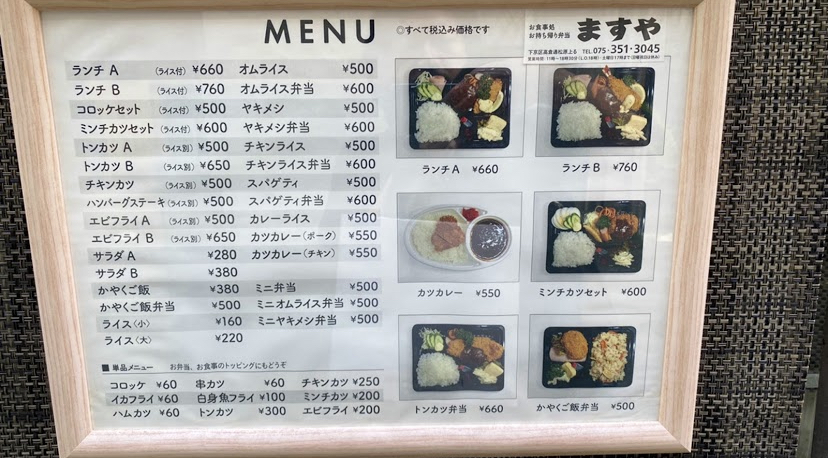 MENU
◎すべて税込み価格です
お食事処
お持ち帰り弁当
ますや
下京区高倉通松原上る TEL.075-351-3045
ランチ A (ライス付) ¥660
ランチ B (ライス付) ¥760
コロッケセット (ライス付) ¥500
ミンチカツセット (ライス付) ¥600
トンカツ A (ライス別) ¥500
トンカツ B (ライス別) ¥650
チキンカツ (ライス別) ¥500
ハンバーグステーキ (ライス別) ¥500
エビフライ A (ライス別) ¥500
エビフライ B (ライス別) ¥650
サラダ A ¥280
サラダ B ¥380
かやくご飯 ¥380
かやくご飯弁当 ¥500
ライス(小) ¥160
ライス(大) ¥220
オムライス ¥500
オムライス弁当 ¥600
ヤキメシ ¥500
ヤキメシ弁当 ¥600
チキンライス ¥500
チキンライス弁当 ¥600
スパゲティ ¥500
スパゲティ弁当 ¥600
カレーライス ¥500
カツカレー(ポーク) ¥550
カツカレー(チキン) ¥550
ミニ弁当 ¥500
ミニオムライス弁当 ¥500
ミニヤキメシ弁当 ¥500
■ 単品メニュー お弁当、お食事のトッピングにもどうぞ
コロッケ ¥60 串カツ ¥60 チキンカツ ¥250
イカフライ ¥60 白身魚フライ ¥100 ミンチカツ ¥200
ハムカツ ¥60 トンカツ ¥300 エビフライ ¥200
ランチ A ¥660
ランチ B ¥760
カツカレー ¥550
ミンチカツセット ¥600
トンカツ弁当 ¥660
かやくご飯弁当 ¥500